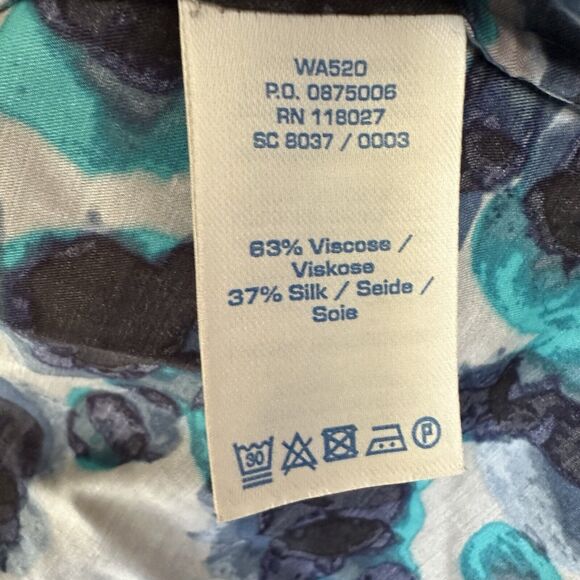 WA520
P.O. 0875006
RN 118027
SC 8037 / 0003
63% Viscose /
Viskose
37% Silk / Seide /
Soie
30 P